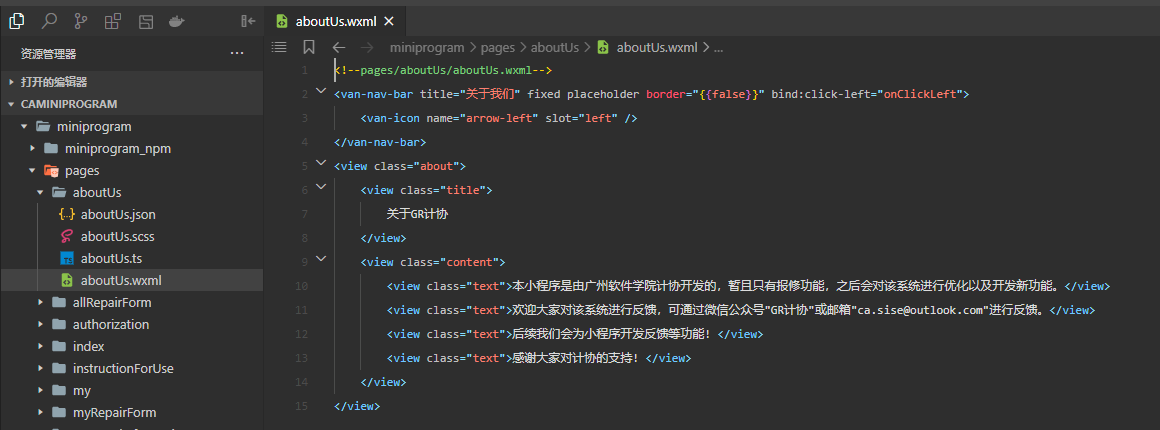 aboutUs.wxml
资源管理器
打开的编辑器
CAMINIPROGRAM
miniprogram
miniprogram_npm
pages
aboutUs
aboutUs.json
aboutUs.scss
TS aboutUs.ts
aboutUs.wxml
allRepairForm
authorization
index
instructionForUse
my
myRepairForm
miniprogram > pages > aboutUs > aboutUs.wxml > ...
1 <!--pages/aboutUs/aboutUs.wxml-->
2 <van-nav-bar title="关于我们" fixed placeholder border="{{false}}" bind:click-left="onClickLeft">
3 <van-icon name="arrow-left" slot="left" />
4 </van-nav-bar>
5 <view class="about">
6 <view class="title">
7 关于GR计协
8 </view>
9 <view class="content">
10 <view class="text">本小程序是由广州软件学院计协开发的，暂且只有报修功能，之后会对该系统进行优化以及开发新功能。</view>
11 <view class="text">欢迎大家对该系统进行反馈，可通过微信公众号"GR计协"或邮箱"ca.sise@outlook.com"进行反馈。</view>
12 <view class="text">后续我们会为小程序开发反馈等功能！</view>
13 <view class="text">感谢大家对计协的支持！</view>
14 </view>
15 </view>